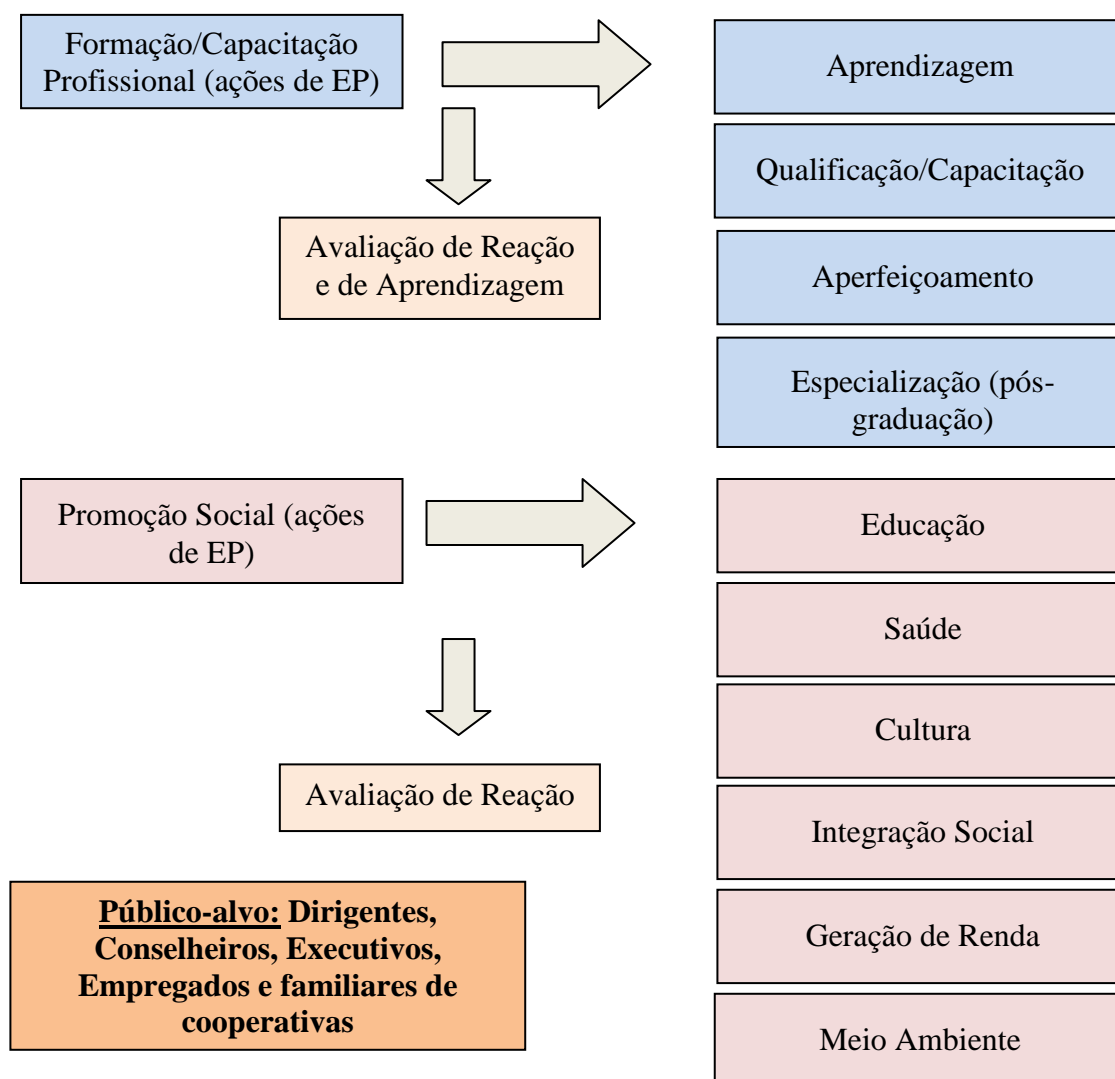 Formação/Capacitação
Profissional (ações de EP)
Aprendizagem
Qualificação/Capacitação
Avaliação de Reação
e de Aprendizagem
Aperfeiçoamento
Especialização (pós-
graduação)
Promoção Social (ações
de EP)
Educação
Saúde
Cultura
Avaliação de Reação
Integração Social
Público-alvo: Dirigentes,
Conselheiros, Executivos,
Empregados e familiares de
cooperativas
Geração de Renda
Meio Ambiente